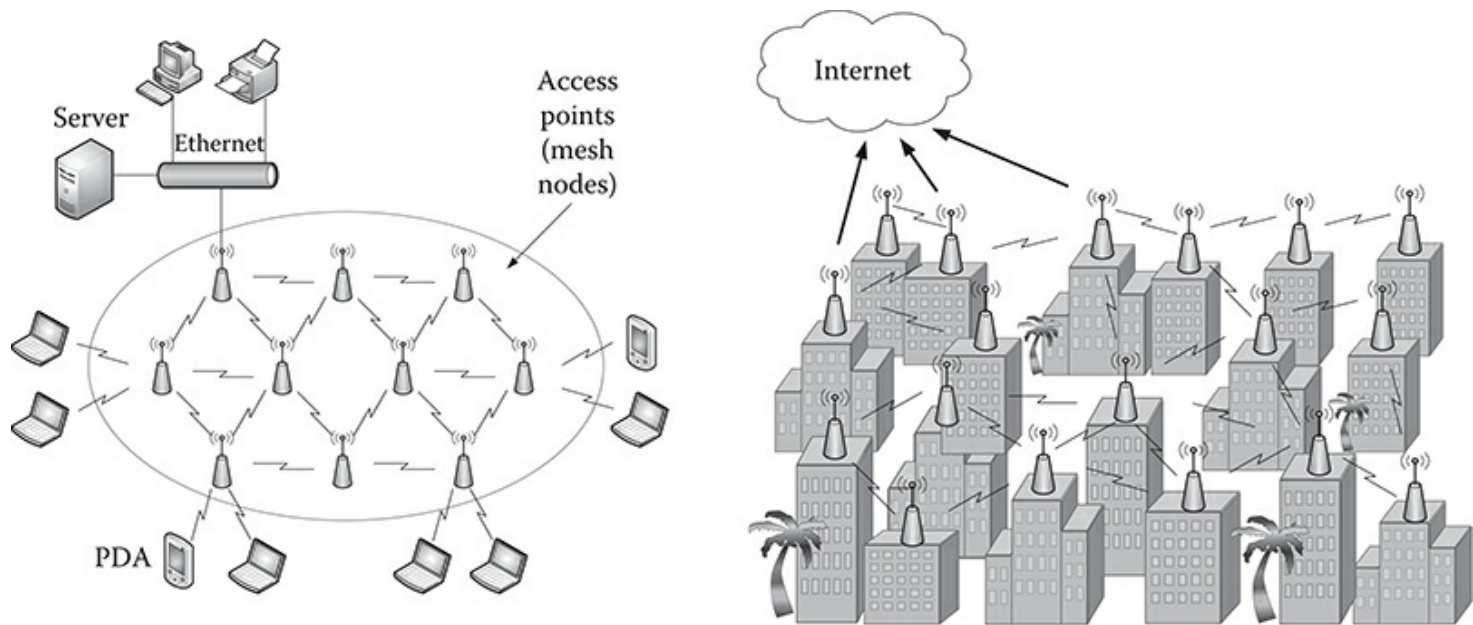 Server
Ethernet
Access
points
(mesh
nodes)
PDA
Internet